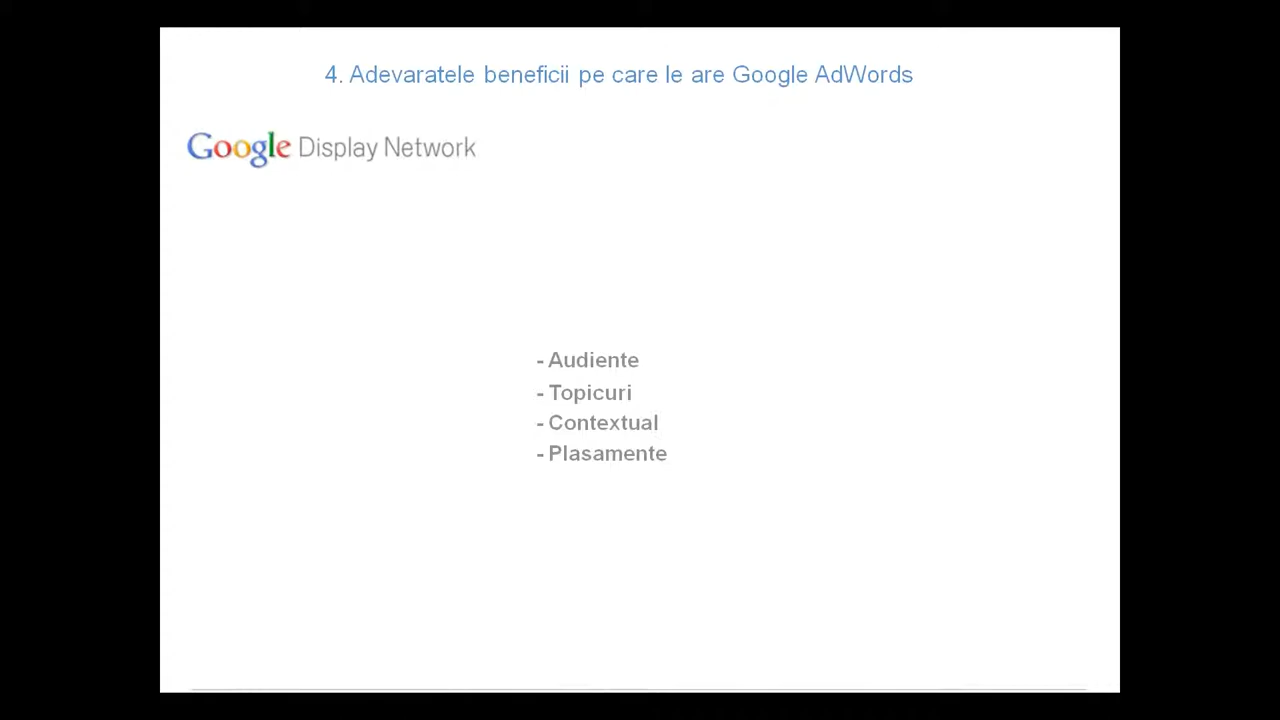 4. Adevaratele beneficii pe care le are Google AdWords
Google Display Network
- Audiente
- Topicuri
- Contextual
- Plasamente